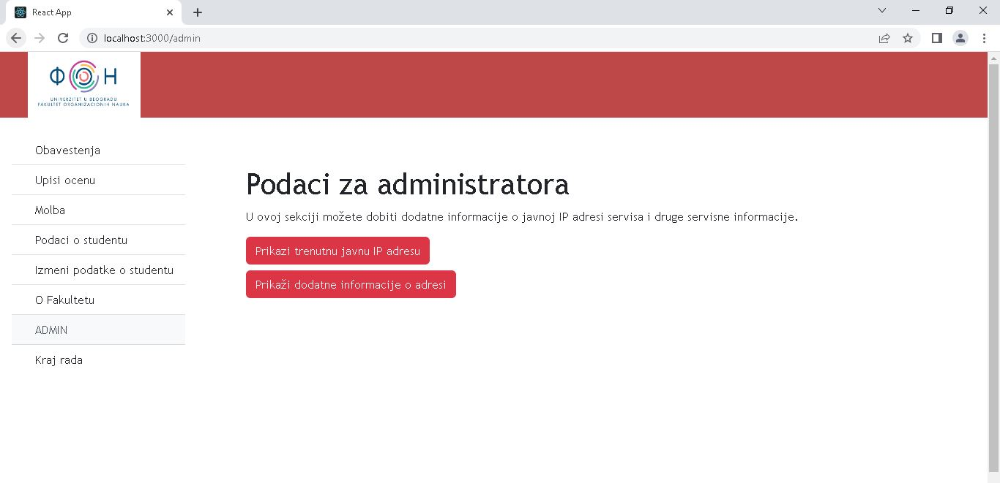 React App
localhost:3000/admin
Ф О Н
UNIVERZITET U BEOGRADU
FAKULTET ORGANIZACIONIH NAUKA
Obavestenja
Upisi ocenu
Molba
Podaci o studentu
Izmeni podatke o studentu
O Fakultetu
ADMIN
Kraj rada
Podaci za administratora
U ovoj sekciji možete dobiti dodatne informacije o javnoj IP adresi servisa i druge servisne informacije.
Prikazi trenutnu javnu IP adresu
Prikaži dodatne informacije o adresi